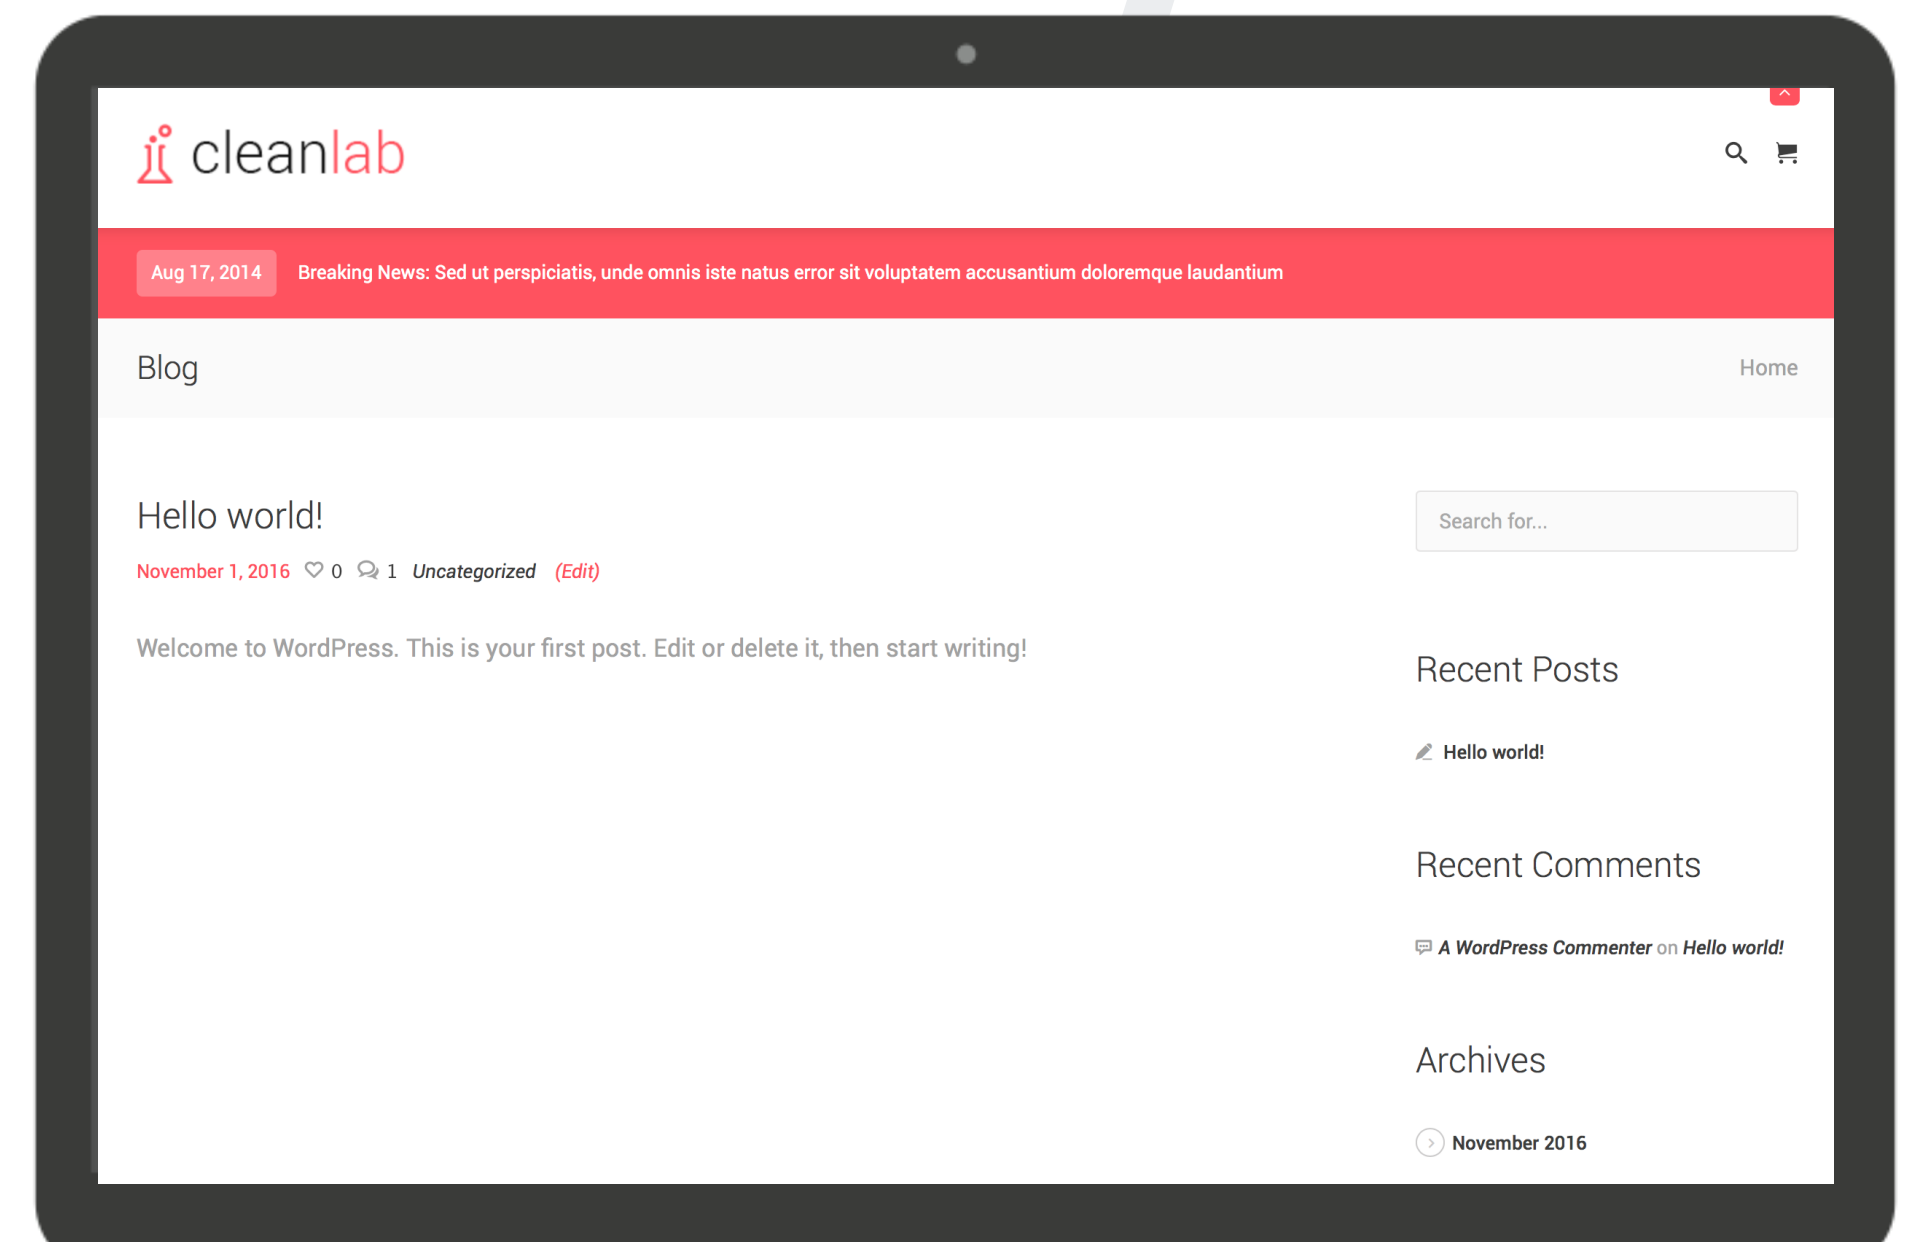 cleanlab
Aug 17, 2014 Breaking News: Sed ut perspiciatis, unde omnis iste natus error sit voluptatem accusantium doloremque laudantium
Blog
Home
Hello world!
November 1, 2016 0 1 Uncategorized (Edit)
Welcome to WordPress. This is your first post. Edit or delete it, then start writing!
Search for...
Recent Posts
Hello world!
Recent Comments
A WordPress Commenter on Hello world!
Archives
November 2016